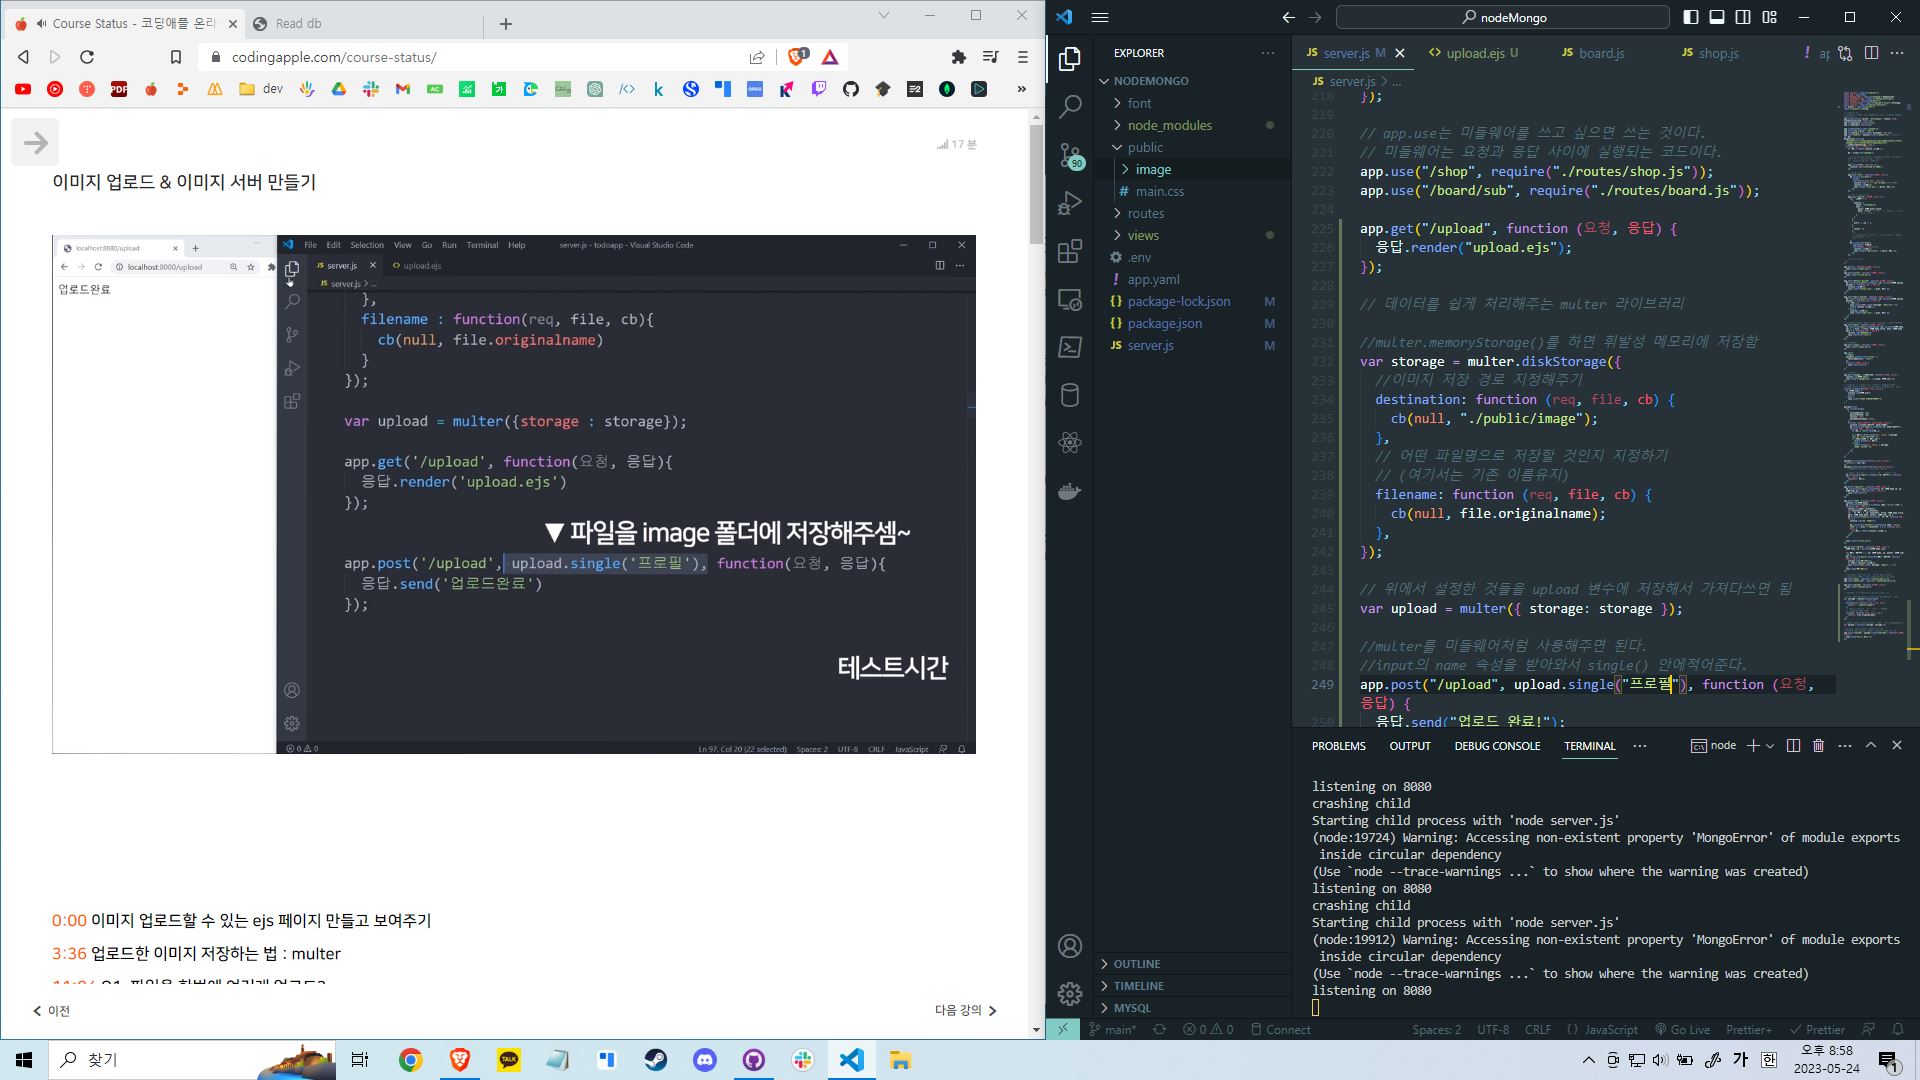 Course Status - 코딩애플 온라
Read db
codingapple.com/course-status/
dev
17 분
이미지 업로드 & 이미지 서버 만들기
localhost:8080/upload
localhost:8080/upload
업로드완료
File Edit Selection View Go Run Terminal Help
server.js - todoapp - Visual Studio Code
server.js
upload.ejs
server.js > ...
},
filename : function(req, file, cb){
cb(null, file.originalname)
}
});
var upload = multer({storage : storage});
app.get('/upload', function(요청, 응답){
응답.render('upload.ejs')
});
▼ 파일을 image 폴더에 저장해주셈~
app.post('/upload', upload.single('프로필'), function(요청, 응답){
응답.send('업로드완료')
});
테스트시간
Ln 97, Col 20 (22 selected) Spaces: 2 UTF-8 CRLF JavaScript
0:00 이미지 업로드할 수 있는 ejs 페이지 만들고 보여주기
3:36 업로드한 이미지 저장하는 법 : multer
이전
다음 강의
nodeMongo
EXPLORER
NODEMONGO
font
node_modules
public
image
main.css
routes
views
.env
app.yaml
package-lock.json M
package.json M
server.js M
OUTLINE
TIMELINE
MYSQL
90
server.js M
upload.ejs U
board.js
shop.js
server.js > ...
218 });
219
220 // app.use는 미들웨어를 쓰고 싶으면 쓰는 것이다.
221 // 미들웨어는 요청과 응답 사이에 실행되는 코드이다.
222 app.use("/shop", require("./routes/shop.js"));
223 app.use("/board/sub", require("./routes/board.js"));
224
225 app.get("/upload", function (요청, 응답) {
226 응답.render("upload.ejs");
227 });
228
229 // 데이터를 쉽게 처리해주는 multer 라이브러리
230
231 //multer.memoryStorage()를 하면 휘발성 메모리에 저장함
232 var storage = multer.diskStorage({
233 //이미지 저장 경로 지정해주기
234 destination: function (req, file, cb) {
235 cb(null, "./public/image");
236 },
237 // 어떤 파일명으로 저장할 것인지 지정하기
238 // (여기서는 기존 이름유지)
239 filename: function (req, file, cb) {
240 cb(null, file.originalname);
241 },
242 });
243
244 // 위에서 설정한 것들을 upload 변수에 저장해서 가져다쓰면 됨
245 var upload = multer({ storage: storage });
246
247 //multer를 미들웨어처럼 사용해주면 된다.
248 //input의 name 속성을 받아와서 single() 안에적어준다.
249 app.post("/upload", upload.single("프로필"), function (요청,
응답) {
250 응답.send("업로드 완료!");
PROBLEMS OUTPUT DEBUG CONSOLE TERMINAL
node
listening on 8080
crashing child
Starting child process with 'node server.js'
(node:19724) Warning: Accessing non-existent property 'MongoError' of module exports
inside circular dependency
(Use `node --trace-warnings ...` to show where the warning was created)
listening on 8080
crashing child
Starting child process with 'node server.js'
(node:19912) Warning: Accessing non-existent property 'MongoError' of module exports
inside circular dependency
(Use `node --trace-warnings ...` to show where the warning was created)
listening on 8080
main* 0 0 Connect Spaces: 2 UTF-8 CRLF JavaScript Go Live Prettier+ Prettier
찾기
가 한
오후 8:58
2023-05-24